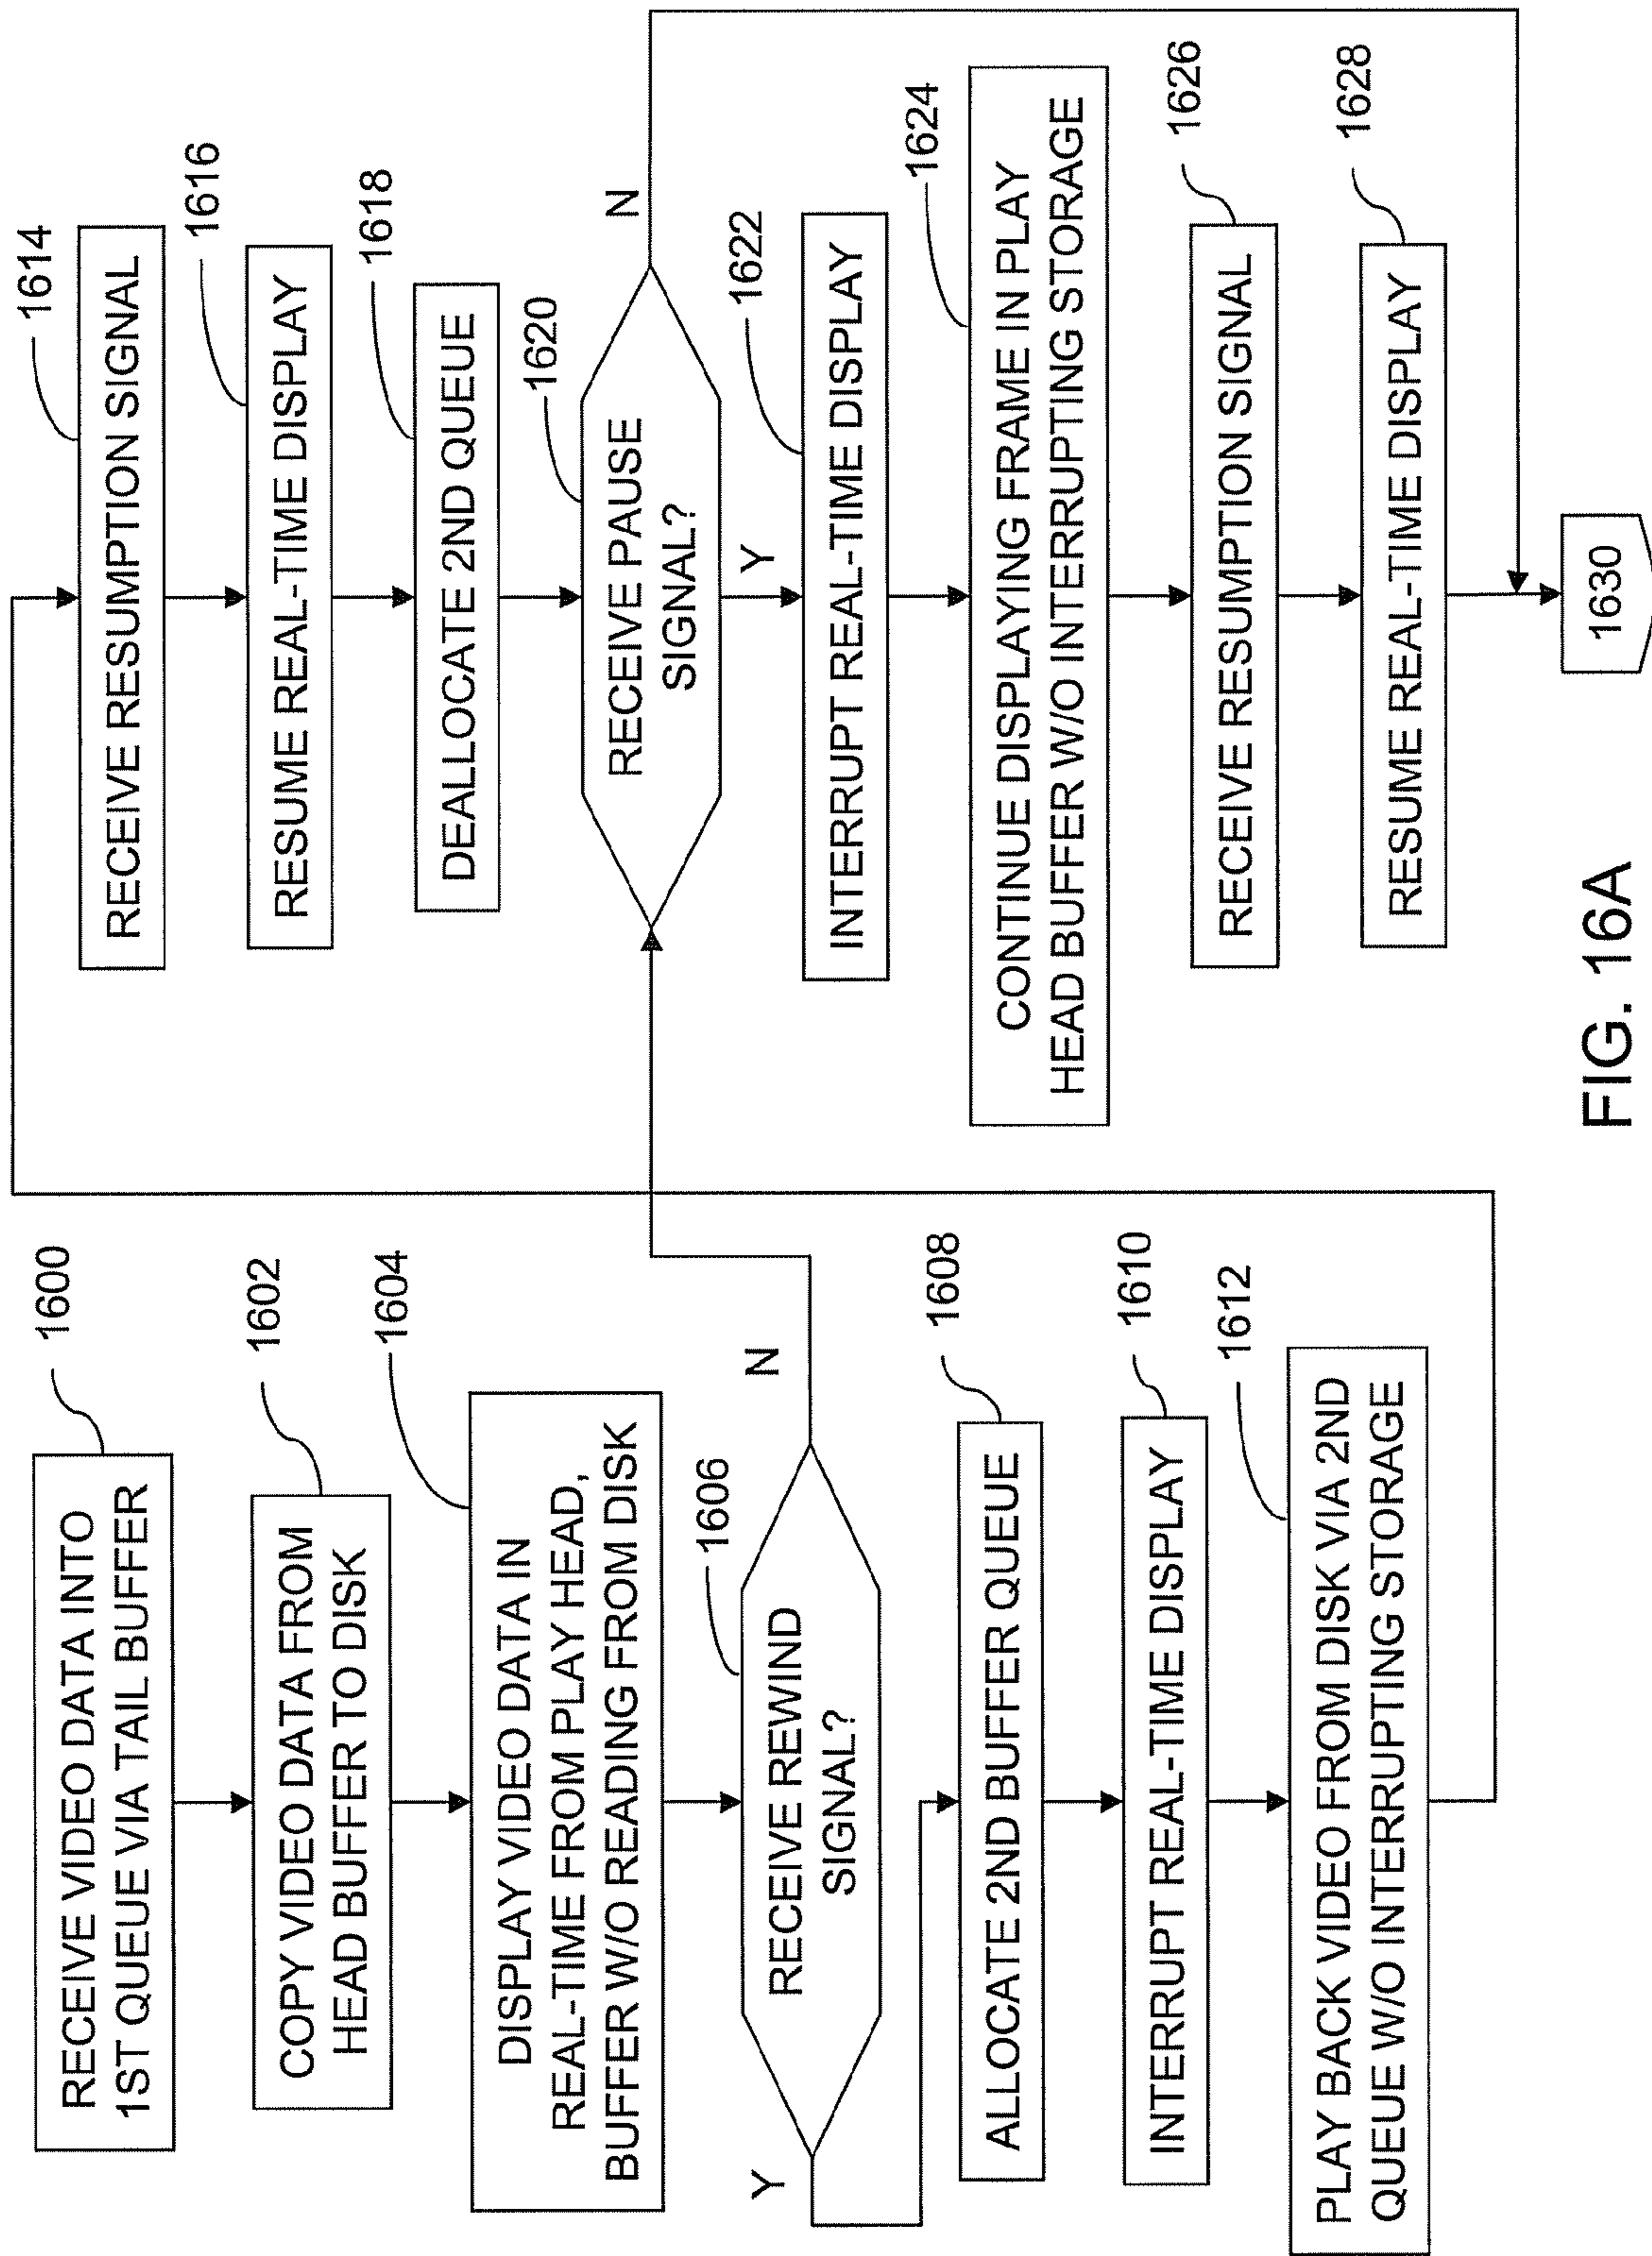 1600
RECEIVE VIDEO DATA INTO
1ST QUEUE VIA TAIL BUFFER
1602
COPY VIDEO DATA FROM
HEAD BUFFER TO DISK
1604
DISPLAY VIDEO DATA IN
REAL-TIME FROM PLAY HEAD,
BUFFER W/O READING FROM DISK
1606
RECEIVE REWIND
SIGNAL?
Y
N
1608
ALLOCATE 2ND BUFFER QUEUE
1610
INTERRUPT REAL-TIME DISPLAY
1612
PLAY BACK VIDEO FROM DISK VIA 2ND
QUEUE W/O INTERRUPTING STORAGE
1614
RECEIVE RESUMPTION SIGNAL
1616
RESUME REAL-TIME DISPLAY
1618
DEALLOCATE 2ND QUEUE
1620
RECEIVE PAUSE
SIGNAL?
N
Y
1622
INTERRUPT REAL-TIME DISPLAY
1624
CONTINUE DISPLAYING FRAME IN PLAY
HEAD BUFFER W/O INTERRUPTING STORAGE
1626
RECEIVE RESUMPTION SIGNAL
1628
RESUME REAL-TIME DISPLAY
1630
FIG. 16A